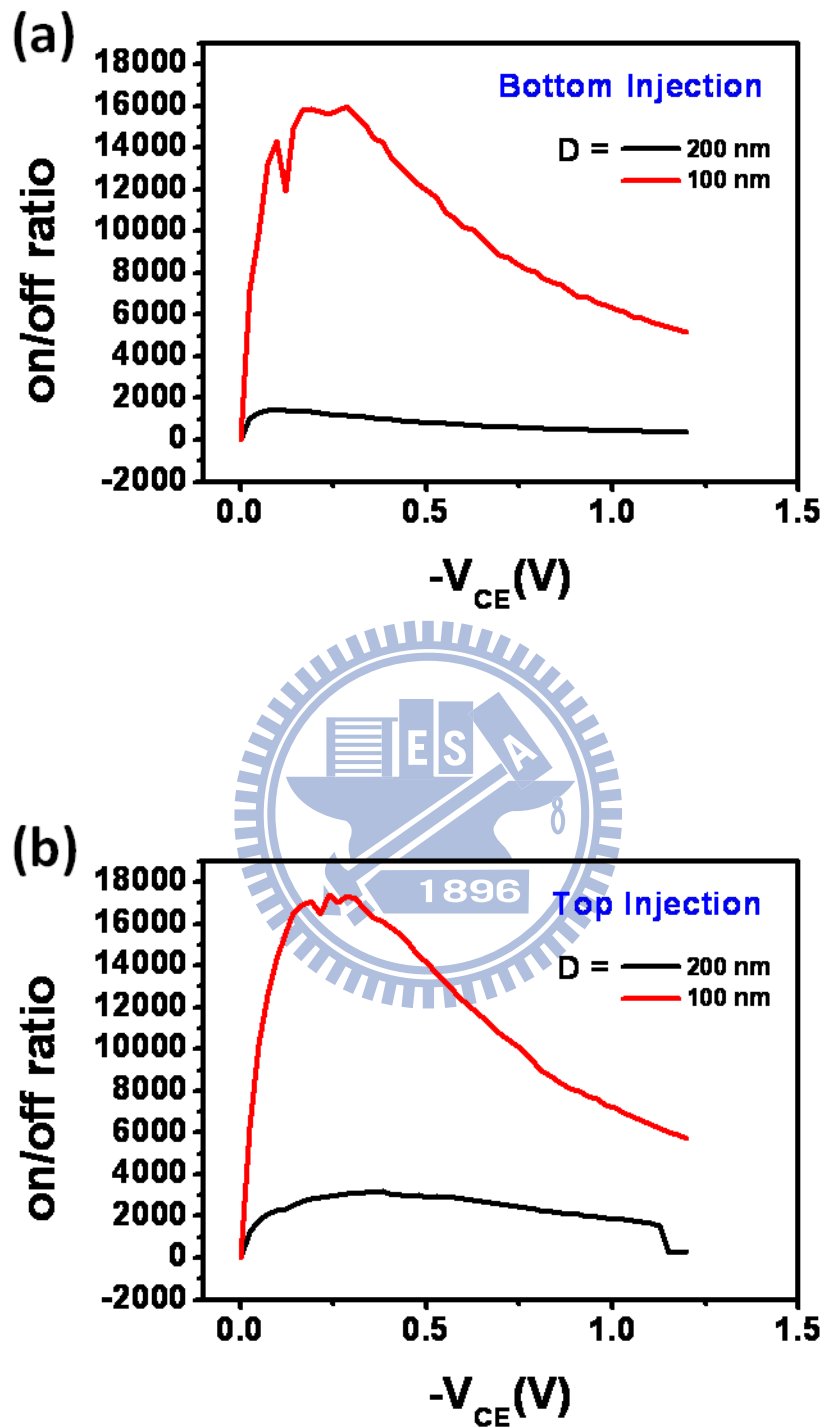 (a)
18000
16000
14000
12000
10000
8000
6000
4000
2000
0
-2000
on/off ratio
Bottom Injection
D = 200 nm
100 nm
0.0 0.5 1.0 1.5
-V_CE(V)
E S A
1896
(b)
18000
16000
14000
12000
10000
8000
6000
4000
2000
0
-2000
on/off ratio
Top Injection
D = 200 nm
100 nm
0.0 0.5 1.0 1.5
-V_CE(V)